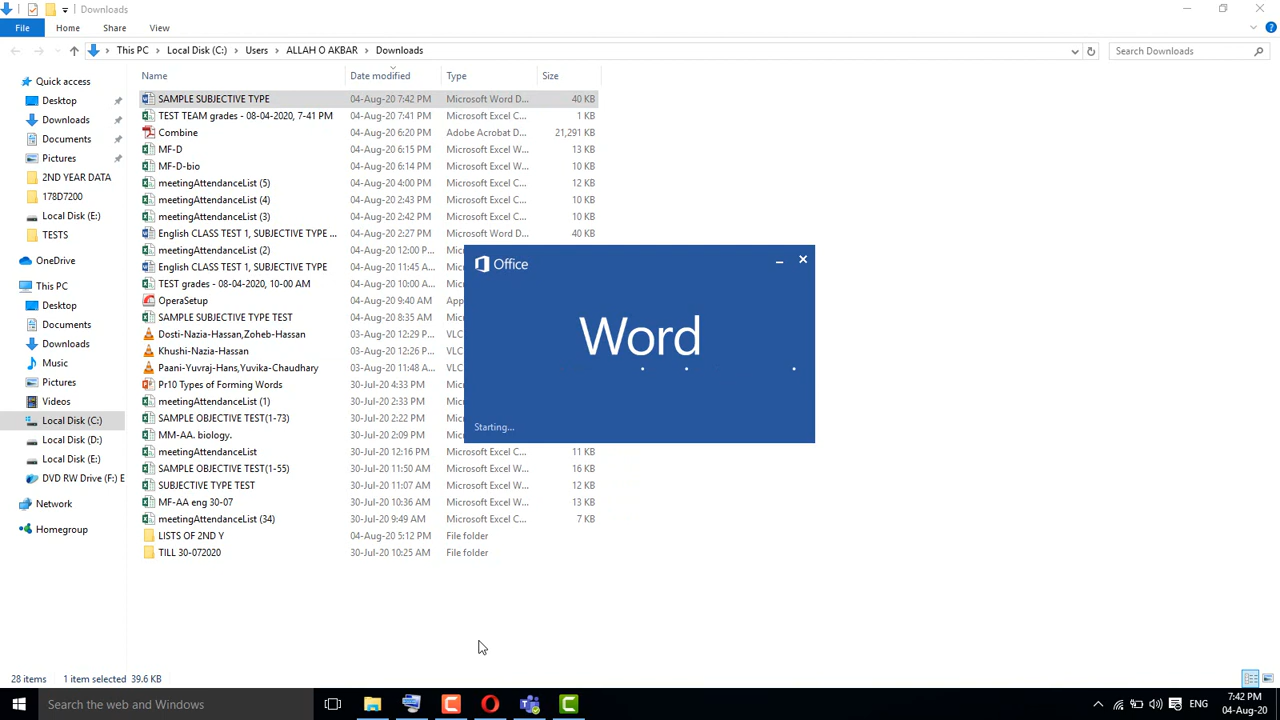 Downloads
File Home Share View
This PC Local Disk (C:) Users ALLAH O AKBAR Downloads Search Downloads
Name Date modified Type Size
Quick access
Desktop
Downloads
Documents
Pictures
2ND YEAR DATA
178D7200
Local Disk (E:)
TESTS
OneDrive
This PC
Desktop
Documents
Downloads
Music
Pictures
Videos
Local Disk (C:)
Local Disk (D:)
Local Disk (E:)
DVD RW Drive (F:) E
Network
Homegroup
SAMPLE SUBJECTIVE TYPE 04-Aug-20 7:42 PM Microsoft Word D... 40 KB
TEST TEAM grades - 08-04-2020, 7-41 PM 04-Aug-20 7:41 PM Microsoft Excel C... 1 KB
Combine 04-Aug-20 6:20 PM Adobe Acrobat D... 21,291 KB
MF-D 04-Aug-20 6:15 PM Microsoft Excel W... 13 KB
MF-D-bio 04-Aug-20 6:14 PM Microsoft Excel W... 13 KB
meetingAttendanceList (5) 04-Aug-20 4:00 PM Microsoft Excel C... 12 KB
meetingAttendanceList (4) 04-Aug-20 2:43 PM Microsoft Excel C... 10 KB
meetingAttendanceList (3) 04-Aug-20 2:42 PM Microsoft Excel C... 10 KB
English CLASS TEST 1, SUBJECTIVE TYPE ... 04-Aug-20 2:27 PM Microsoft Word D... 40 KB
meetingAttendanceList (2) 04-Aug-20 12:00 P...
English CLASS TEST 1, SUBJECTIVE TYPE 04-Aug-20 11:45 A...
TEST grades - 08-04-2020, 10-00 AM 04-Aug-20 10:00 A...
OperaSetup 04-Aug-20 9:40 AM App
SAMPLE SUBJECTIVE TYPE TEST 04-Aug-20 8:35 AM
Dosti-Nazia-Hassan,Zoheb-Hassan 03-Aug-20 12:29 P... VLC
Khushi-Nazia-Hassan 03-Aug-20 12:26 P... VLC
Paani-Yuvraj-Hans,Yuvika-Chaudhary 03-Aug-20 11:48 A... VLC
Pr10 Types of Forming Words 30-Jul-20 4:33 PM
meetingAttendanceList (1) 30-Jul-20 2:33 PM
SAMPLE OBJECTIVE TEST(1-73) 30-Jul-20 2:22 PM
MM-AA. biology. 30-Jul-20 2:09 PM
meetingAttendanceList 30-Jul-20 12:16 PM Microsoft Excel C... 11 KB
SAMPLE OBJECTIVE TEST(1-55) 30-Jul-20 11:50 AM Microsoft Excel W... 16 KB
SUBJECTIVE TYPE TEST 30-Jul-20 11:07 AM Microsoft Excel W... 12 KB
MF-AA eng 30-07 30-Jul-20 10:36 AM Microsoft Excel W... 13 KB
meetingAttendanceList (34) 30-Jul-20 9:49 AM Microsoft Excel C... 7 KB
LISTS OF 2ND Y 04-Aug-20 5:12 PM File folder
TILL 30-072020 30-Jul-20 10:25 AM File folder
Office
Word
Starting...
28 items 1 item selected 39.6 KB
Search the web and Windows
ENG
7:42 PM
04-Aug-20